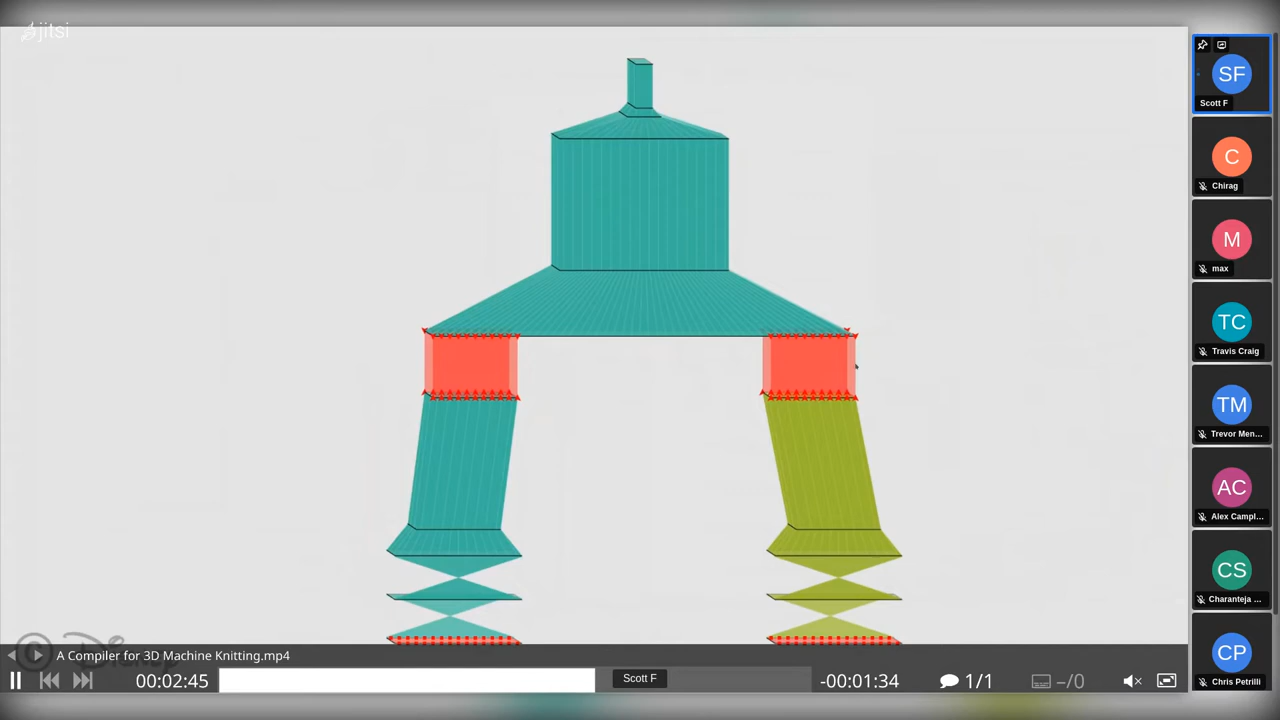 jitsi
SF
Scott F
C
Chirag
M
max
TC
Travis Craig
TM
Trevor Men...
AC
Alex Campl...
CS
Charanteja ...
CP
Chris Petrilli
© Disney
A Compiler for 3D Machine Knitting.mp4
00:02:45
Scott F
-00:01:34
1/1
–/0